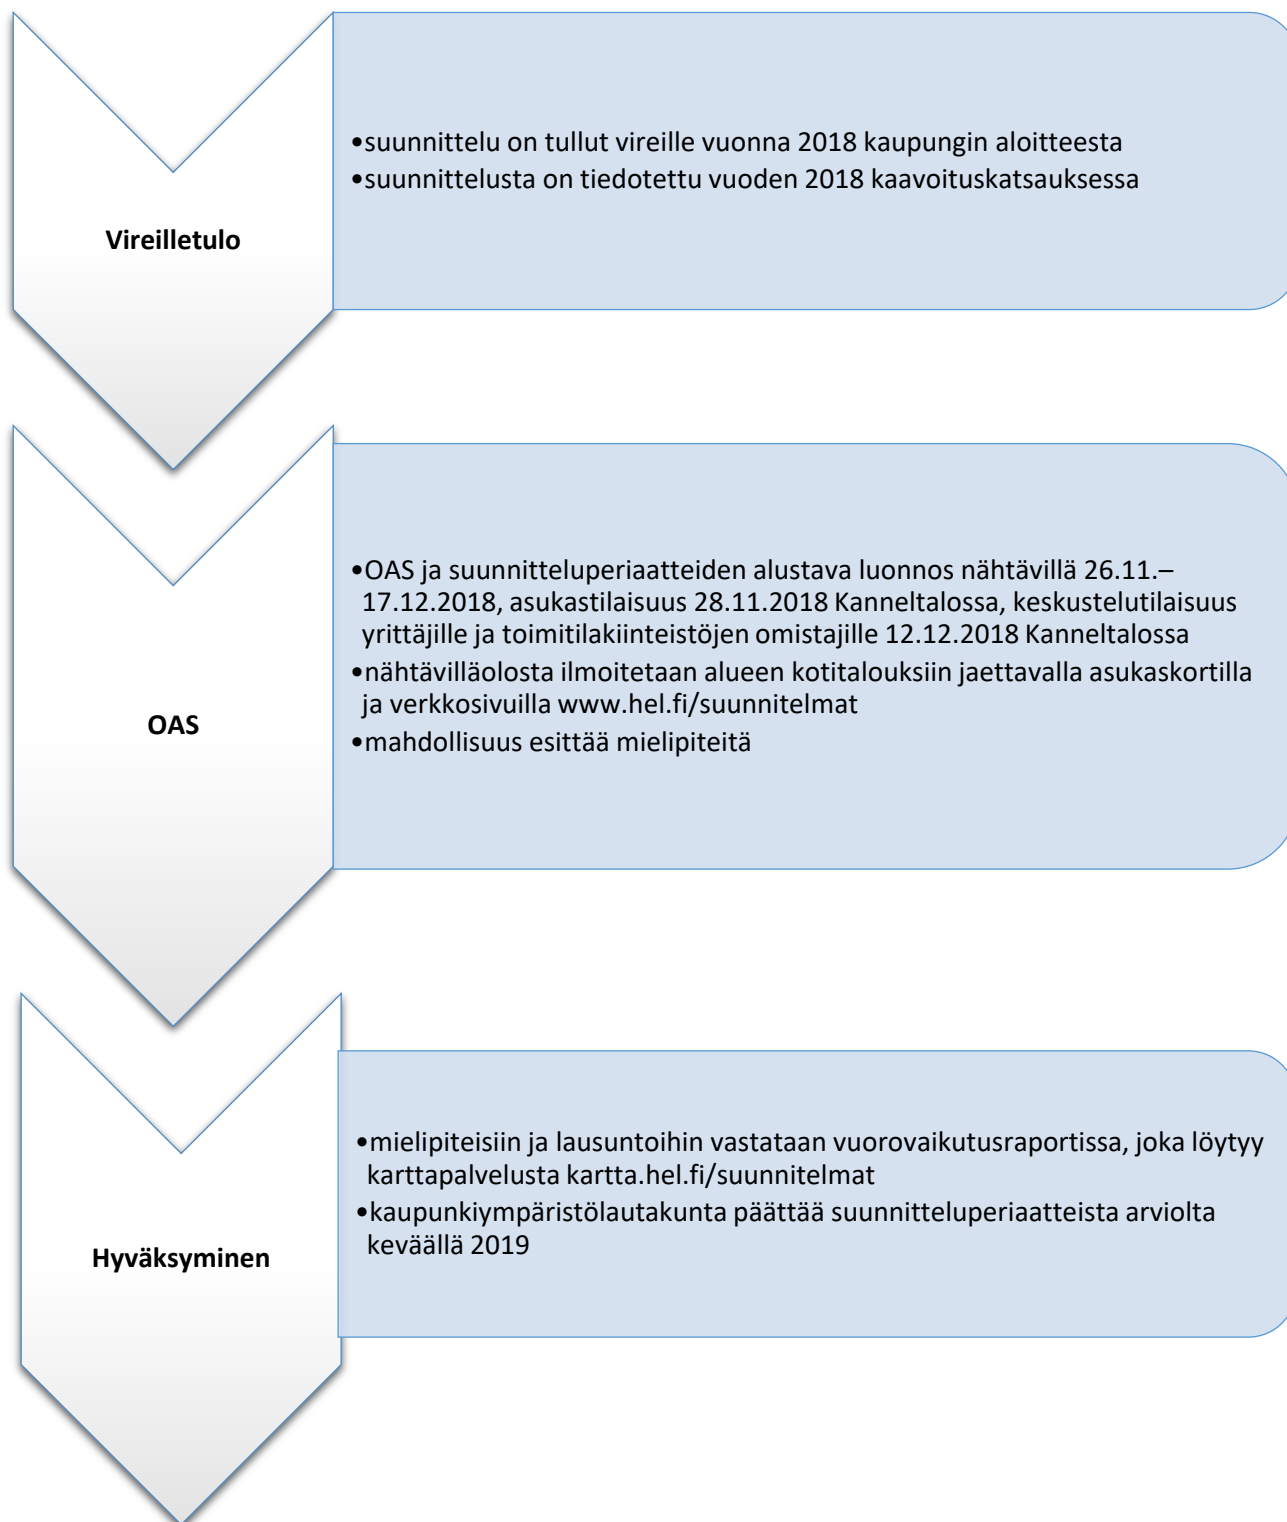 Vireilletulo
•suunnittelu on tullut vireille vuonna 2018 kaupungin aloitteesta
•suunnittelusta on tiedotettu vuoden 2018 kaavoituskatsauksessa
OAS
•OAS ja suunnitteluperiaatteiden alustava luonnos nähtävillä 26.11.–
17.12.2018, asukastilaisuus 28.11.2018 Kanneltalossa, keskustelutilaisuus
yrittäjille ja toimitilakiinteistöjen omistajille 12.12.2018 Kanneltalossa
•nähtävilläolosta ilmoitetaan alueen kotitalouksiin jaettavalla asukaskortilla
ja verkkosivuilla www.hel.fi/suunnitelmat
•mahdollisuus esittää mielipiteitä
Hyväksyminen
•mielipiteisiin ja lausuntoihin vastataan vuorovaikutusraportissa, joka löytyy
karttapalvelusta kartta.hel.fi/suunnitelmat
•kaupunkiympäristölautakunta päättää suunnitteluperiaatteista arviolta
keväällä 2019